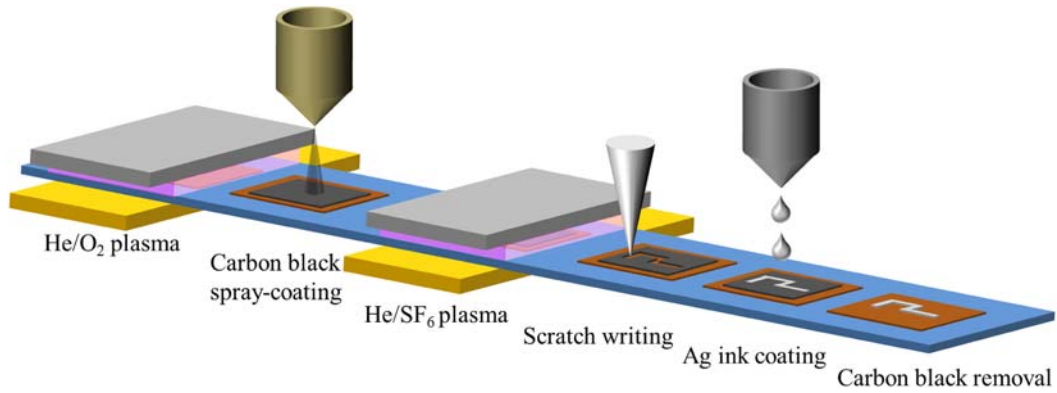 He/O₂ plasma
Carbon black
spray-coating
He/SF₆ plasma
Scratch writing
Ag ink coating
Carbon black removal